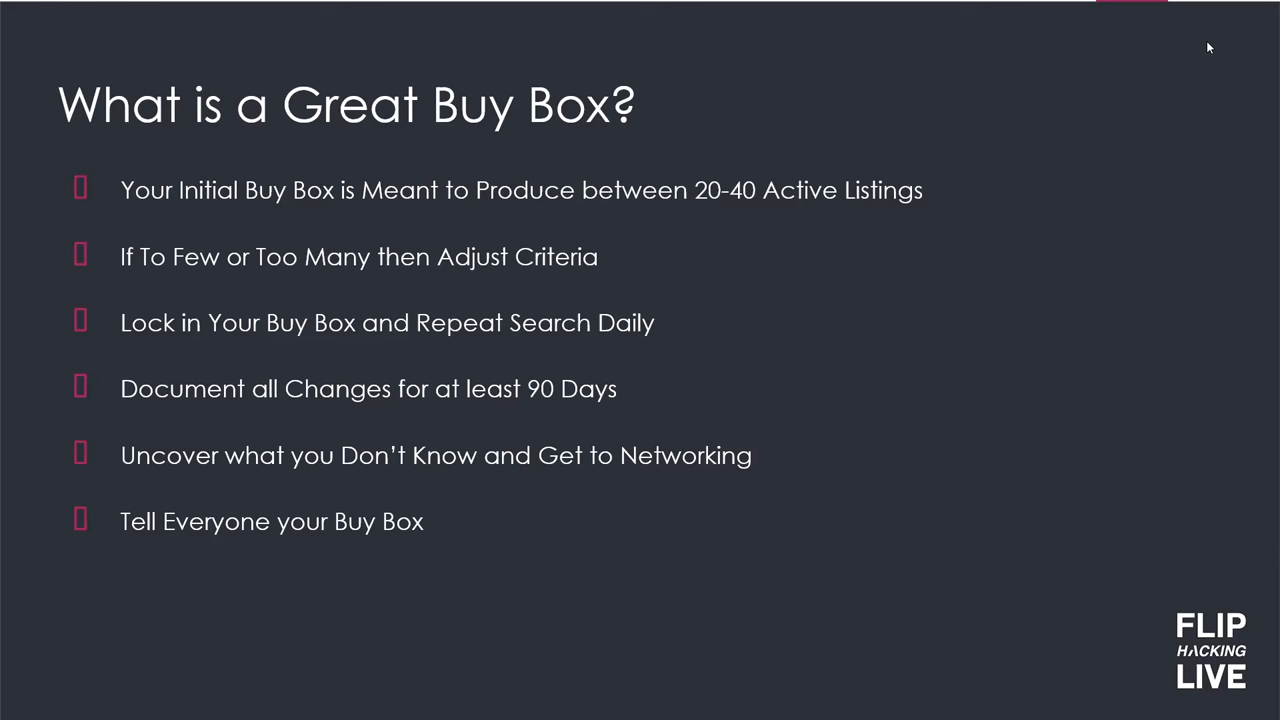 What is a Great Buy Box?
Your Initial Buy Box is Meant to Produce between 20-40 Active Listings
If To Few or Too Many then Adjust Criteria
Lock in Your Buy Box and Repeat Search Daily
Document all Changes for at least 90 Days
Uncover what you Don't Know and Get to Networking
Tell Everyone your Buy Box
FLIP
HACKING
LIVE